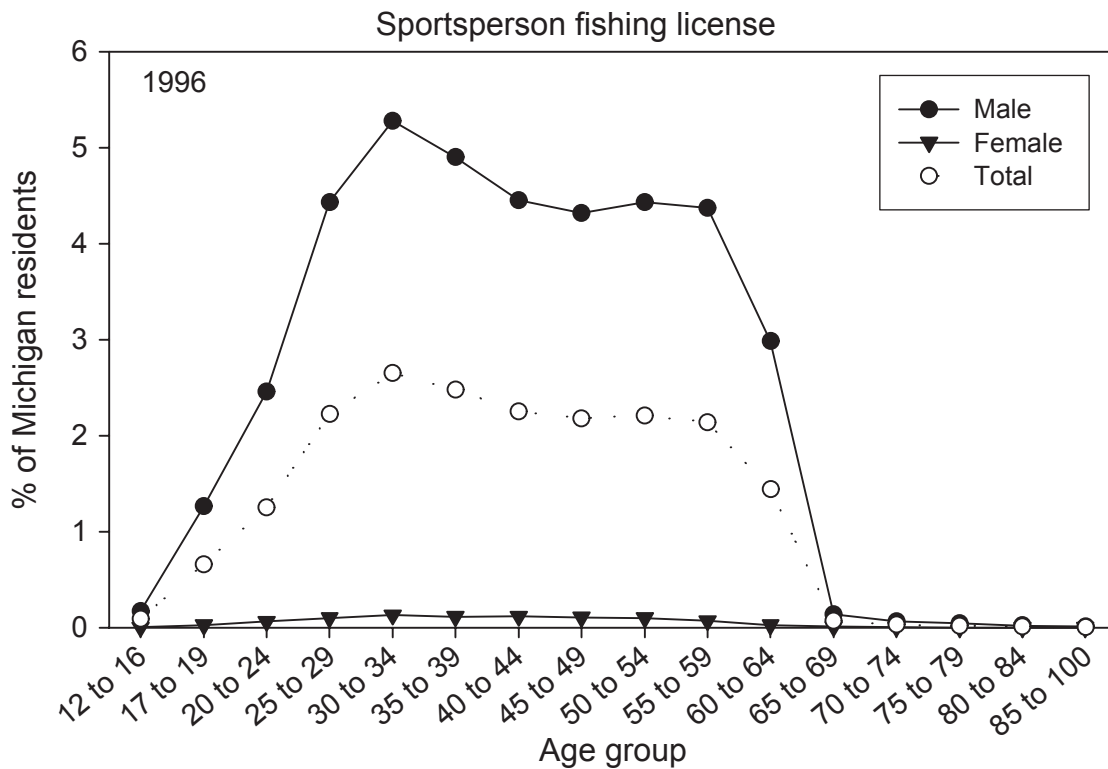 Sportsperson fishing license
1996
Male
Female
Total
% of Michigan residents
6
5
4
3
2
1
0
12 to 16
17 to 19
20 to 24
25 to 29
30 to 34
35 to 39
40 to 44
45 to 49
50 to 54
55 to 59
60 to 64
65 to 69
70 to 74
75 to 79
80 to 84
85 to 100
Age group